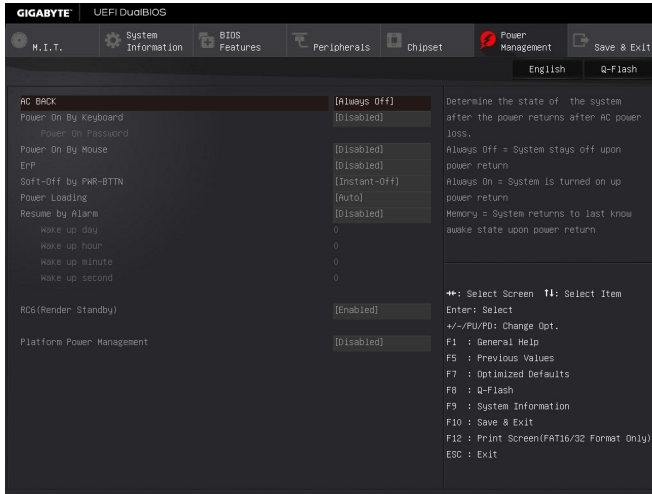 GIGABYTE™ UEFI DualBIOS
M.I.T. System Information BIOS Features Peripherals Chipset Power Management Save & Exit
English Q-Flash
AC BACK [Always Off]
Power On By Keyboard [Disabled]
Power On Password
Power On By Mouse [Disabled]
ErP [Disabled]
Soft-Off by PWR-BTTN [Instant-Off]
Power Loading [Auto]
Resume by Alarm [Disabled]
Wake up day 0
Wake up hour 0
Wake up minute 0
Wake up second 0
RC6(Render Standby) [Enabled]
Platform Power Management [Disabled]
Determine the state of the system
after the power returns after AC power
loss.
Always Off = System stays off upon
power return
Always On = System is turned on up
power return
Memory = System returns to last know
awake state upon power return
→←: Select Screen ↑↓: Select Item
Enter: Select
+/-/PU/PD: Change Opt.
F1 : General Help
F5 : Previous Values
F7 : Optimized Defaults
F8 : Q-Flash
F9 : System Information
F10 : Save & Exit
F12 : Print Screen(FAT16/32 Format Only)
ESC : Exit